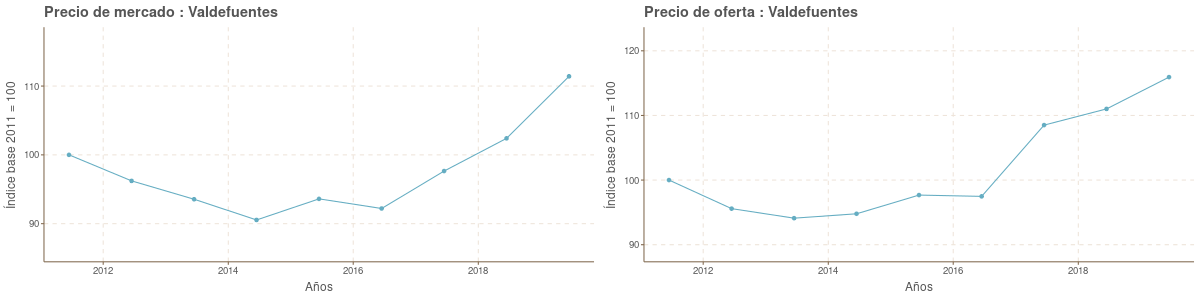 Precio de mercado : Valdefuentes
Índice base 2011 = 100
110
100
90
2012
2014
2016
2018
Años
Precio de oferta : Valdefuentes
Índice base 2011 = 100
120
110
100
90
2012
2014
2016
2018
Años